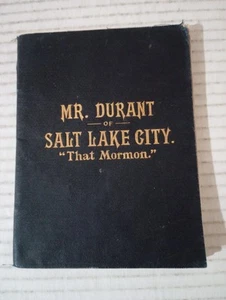 MR. DURANT
OF
SALT LAKE CITY.
"That Mormon."